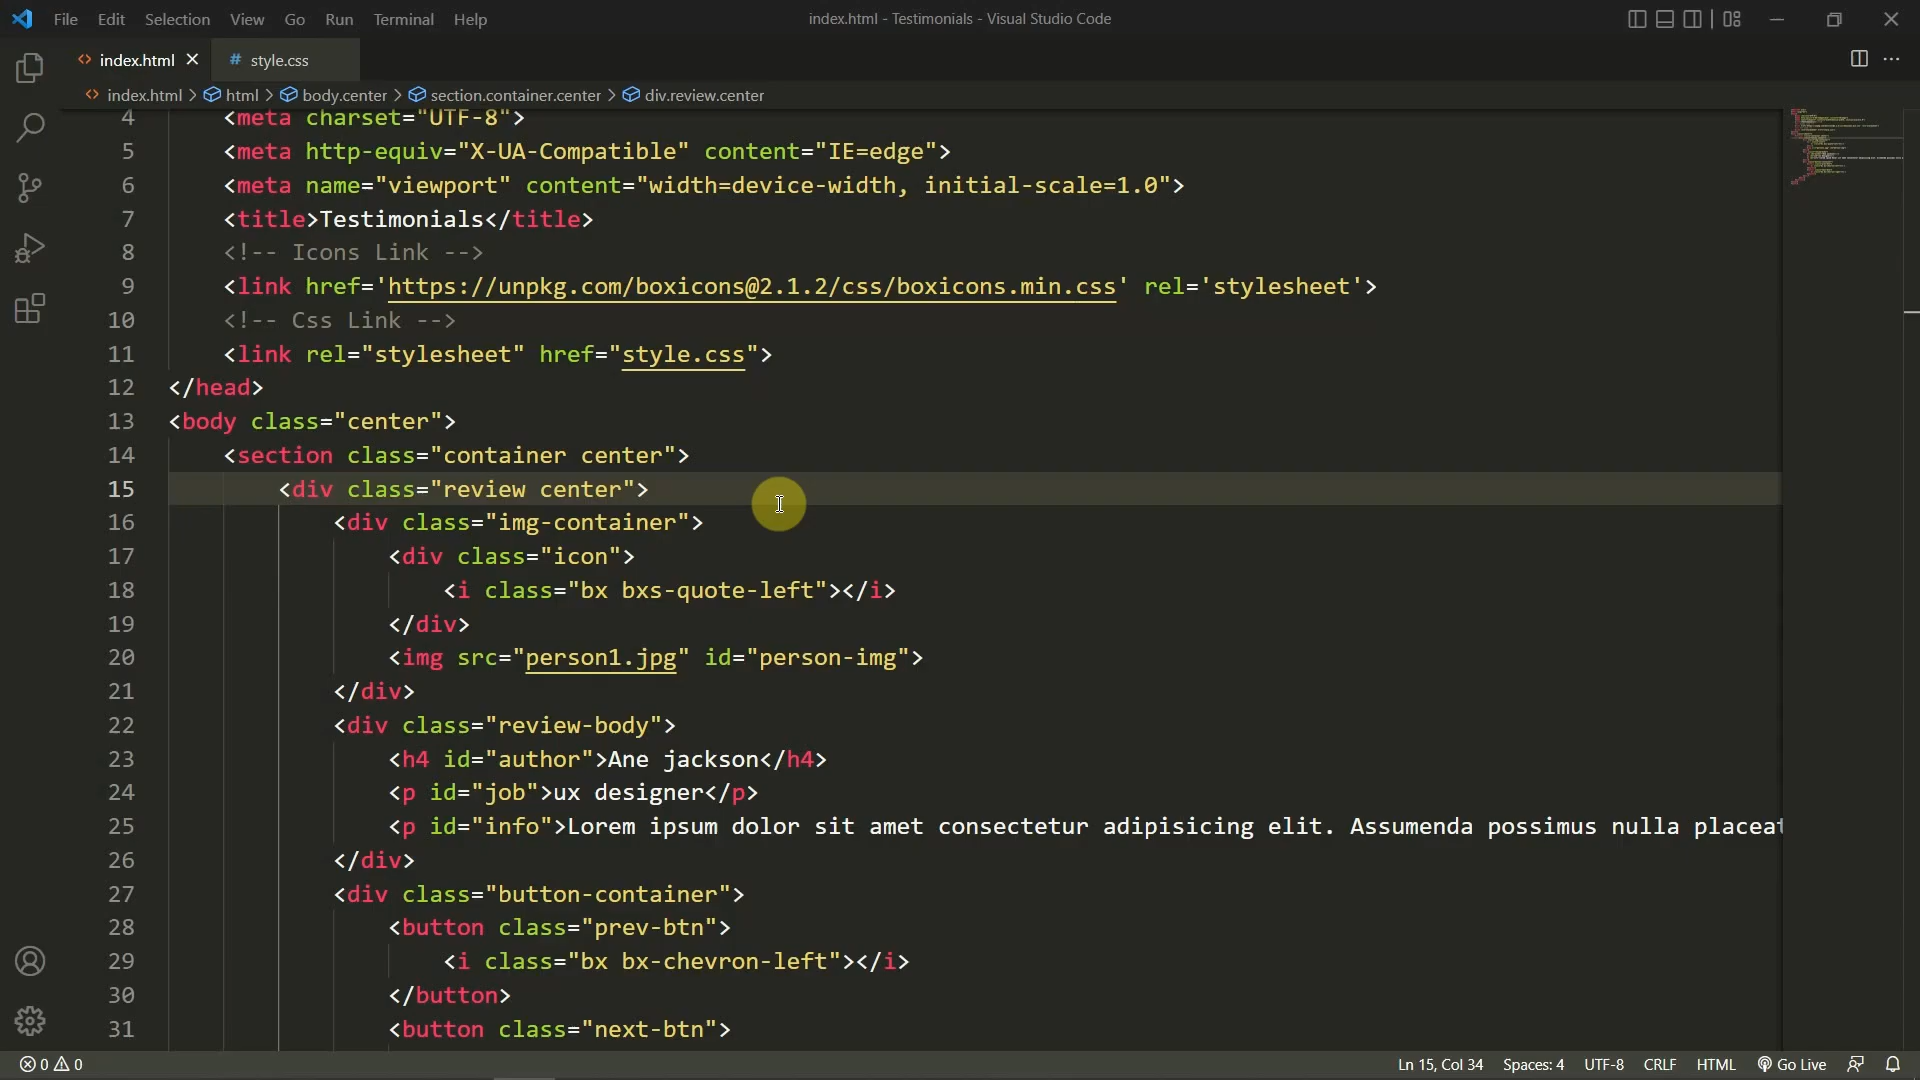 File Edit Selection View Go Run Terminal Help
index.html - Testimonials - Visual Studio Code
<> index.html
# style.css
<> index.html > html > body.center > section.container.center > div.review.center
4 <meta charset="UTF-8">
5 <meta http-equiv="X-UA-Compatible" content="IE=edge">
6 <meta name="viewport" content="width=device-width, initial-scale=1.0">
7 <title>Testimonials</title>
8 <!-- Icons Link -->
9 <link href='https://unpkg.com/boxicons@2.1.2/css/boxicons.min.css' rel='stylesheet'>
10 <!-- Css Link -->
11 <link rel="stylesheet" href="style.css">
12 </head>
13 <body class="center">
14 <section class="container center">
15 <div class="review center">
16 <div class="img-container">
17 <div class="icon">
18 <i class="bx bxs-quote-left"></i>
19 </div>
20 <img src="person1.jpg" id="person-img">
21 </div>
22 <div class="review-body">
23 <h4 id="author">Ane jackson</h4>
24 <p id="job">ux designer</p>
25 <p id="info">Lorem ipsum dolor sit amet consectetur adipisicing elit. Assumenda possimus nulla placeat
26 </div>
27 <div class="button-container">
28 <button class="prev-btn">
29 <i class="bx bx-chevron-left"></i>
30 </button>
31 <button class="next-btn">
0 0
Ln 15, Col 34 Spaces: 4 UTF-8 CRLF HTML Go Live